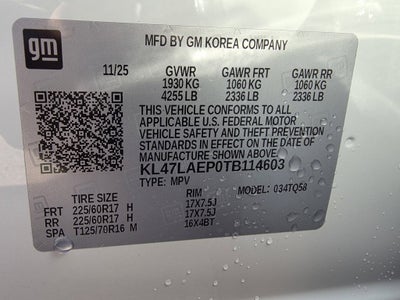 gm
MFD BY GM KOREA COMPANY
11/25 GVWR GAWR FRT GAWR RR
1930 KG 1060 KG 1060 KG
4255 LB 2336 LB 2336 LB
THIS VEHICLE CONFORMS TO ALL
APPLICABLE U.S. FEDERAL MOTOR
VEHICLE SAFETY AND THEFT PREVENTION
STANDARDS IN EFFECT ON THE DATE OF
MANUFACTURE SHOWN ABOVE.
KL47LAEP0TB114603
TYPE: MPV MODEL: 034TQ58
TIRE SIZE RIM
FRT 225/60R17 H 17X7.5J
RR 225/60R17 H 17X7.5J
SPA T125/70R16 M 16X4BT